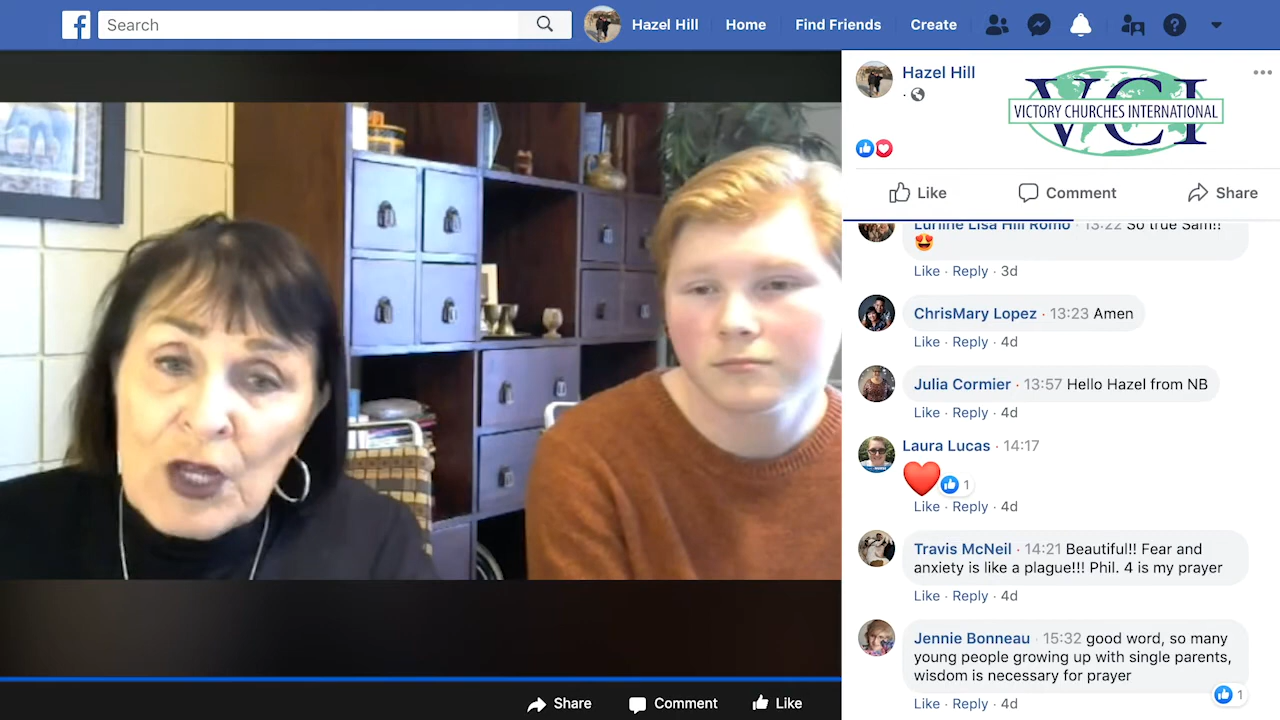 Search
Hazel Hill
Home
Find Friends
Create
Hazel Hill
VCI
VICTORY CHURCHES INTERNATIONAL
Like
Comment
Share
Lurline Lisa Hill Romo · 13:22 So true Sam!!
😍
Like · Reply · 3d
ChrisMary Lopez · 13:23 Amen
Like · Reply · 4d
Julia Cormier · 13:57 Hello Hazel from NB
Like · Reply · 4d
Laura Lucas · 14:17
❤️ 1
Like · Reply · 4d
Travis McNeil · 14:21 Beautiful!! Fear and
anxiety is like a plague!!! Phil. 4 is my prayer
Like · Reply · 4d
Jennie Bonneau · 15:32 good word, so many
young people growing up with single parents,
wisdom is necessary for prayer
1
Like · Reply · 4d
Share
Comment
Like